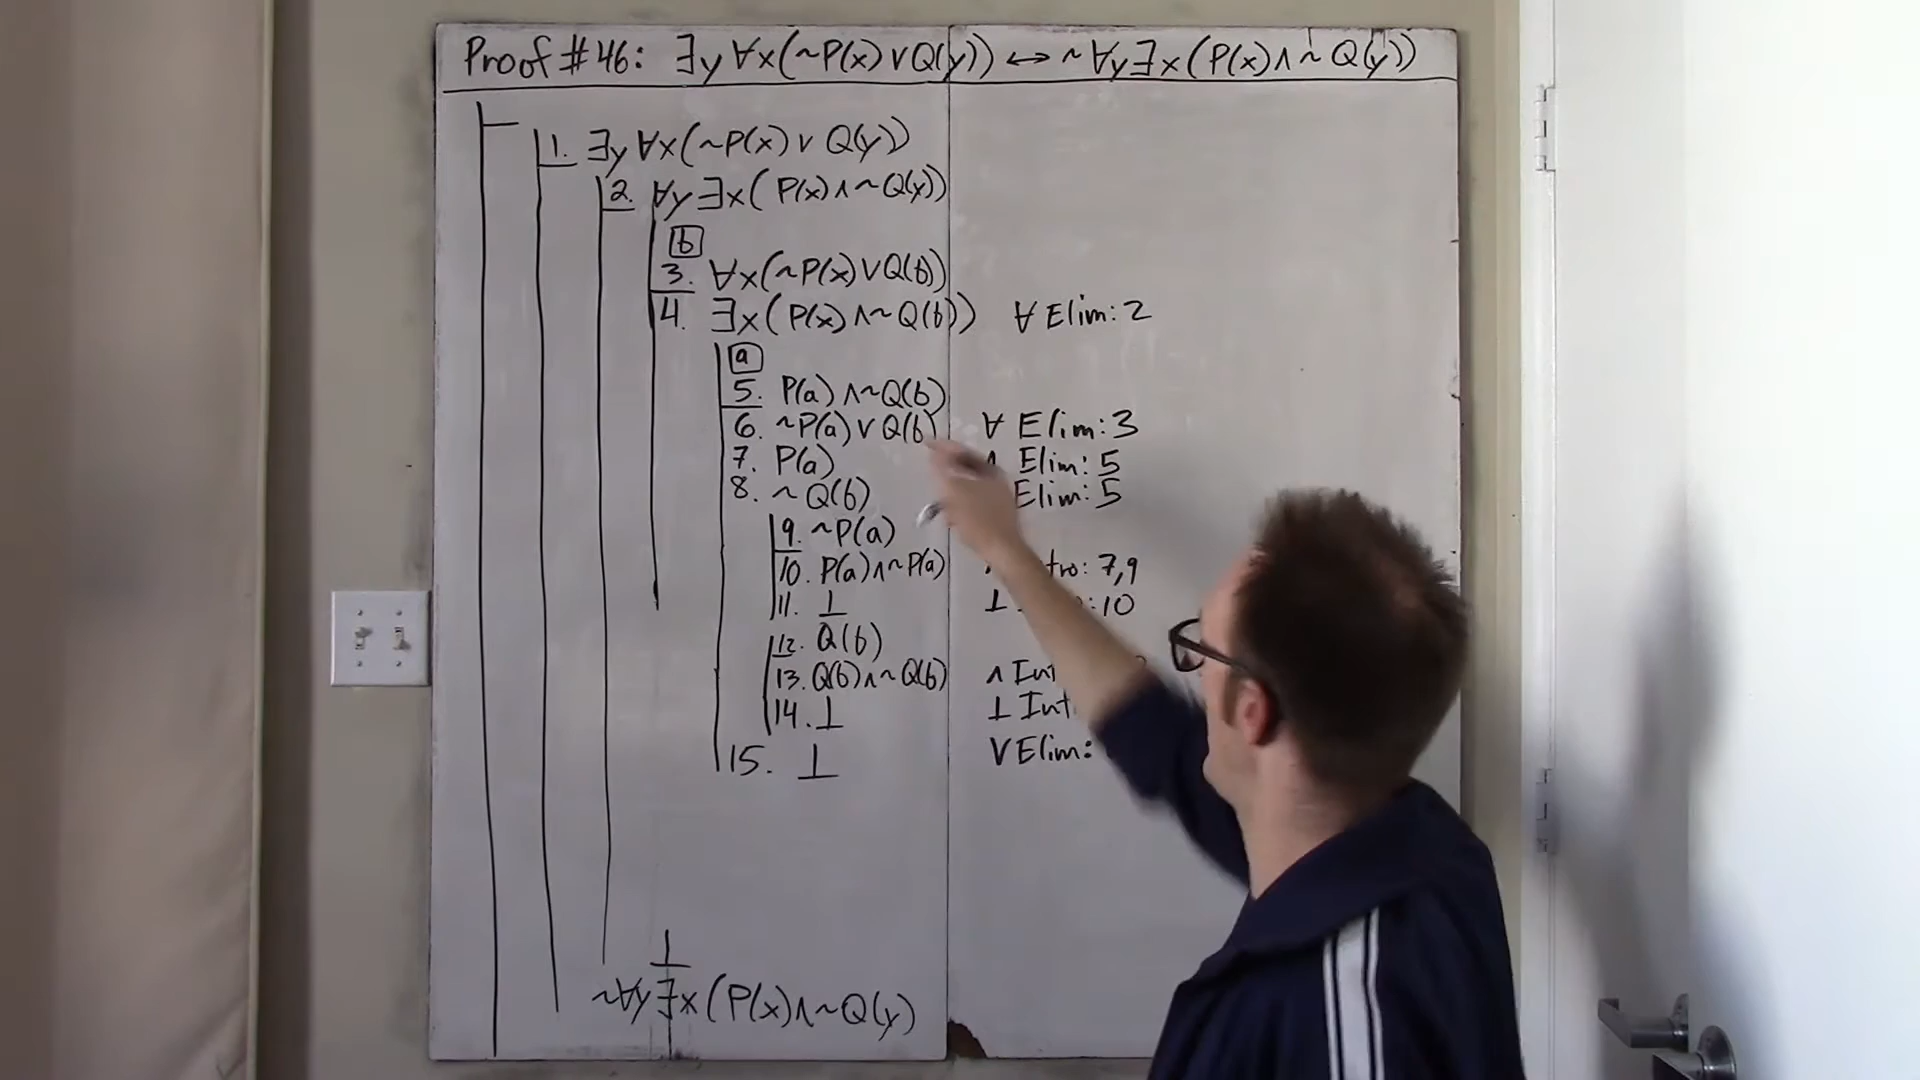 Proof #46: ∃y ∀x(~P(x) ∨ Q(y)) ↔ ~∀y∃x(P(x) ∧ ~Q(y))
1. ∃y ∀x(~P(x) ∨ Q(y))
2. ∀y ∃x(P(x) ∧ ~Q(y))
b
3. ∀x(~P(x) ∨ Q(b))
4. ∃x(P(x) ∧ ~Q(b)) ∀ Elim: 2
a
5. P(a) ∧ ~Q(b)
6. ~P(a) ∨ Q(b) ∀ Elim: 3
7. P(a) ∧ Elim: 5
8. ~Q(b) Elim: 5
9. ~P(a)
10. P(a) ∧ ~P(a) : 7,9
11. ⊥ ⊥ : 10
12. Q(b)
13. Q(b) ∧ ~Q(b) ∧ Int
14. ⊥ ⊥ Int
15. ⊥ ∨ Elim:
⊥
~∀y ∃x(P(x) ∧ ~Q(y)